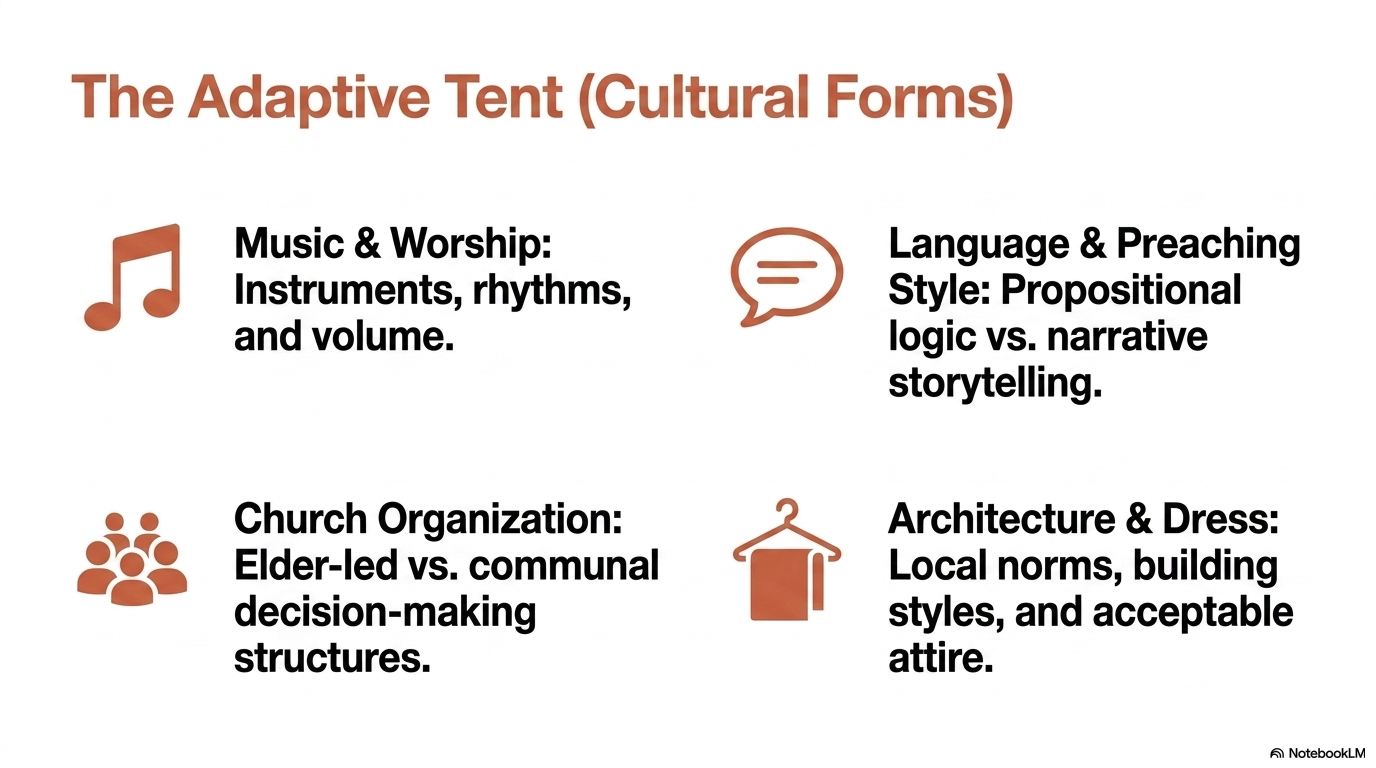 The Adaptive Tent (Cultural Forms)
Music & Worship:
Instruments, rhythms,
and volume.
Language & Preaching
Style: Propositional
logic vs. narrative
storytelling.
Church Organization:
Elder-led vs. communal
decision-making
structures.
Architecture & Dress:
Local norms, building
styles, and acceptable
attire.
NotebookLM